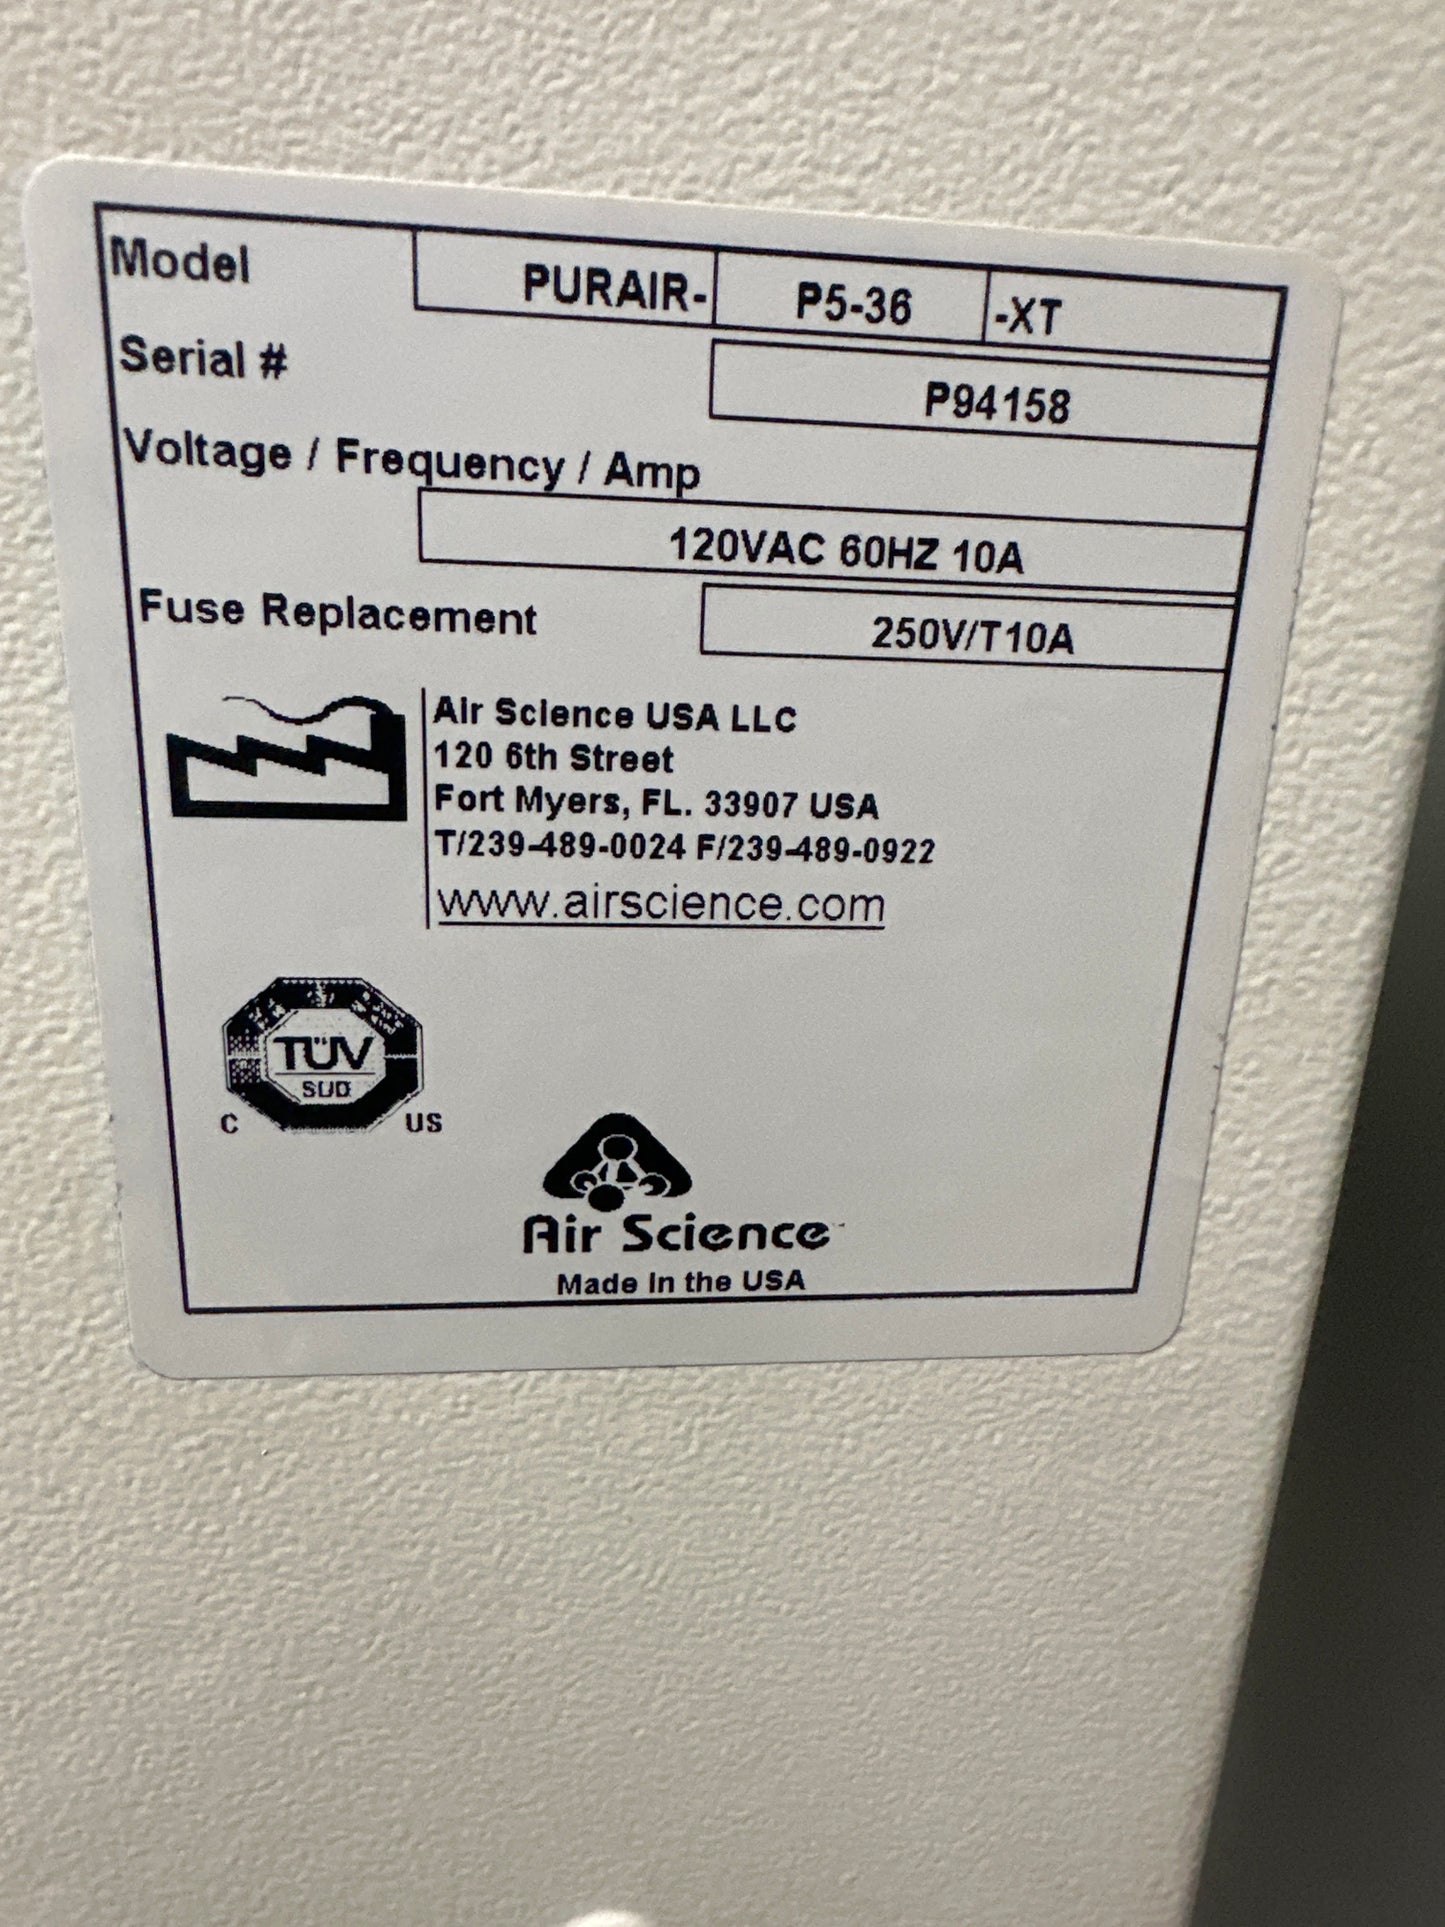 Model PURAIR- P5-36 -XT
Serial # P94158
Voltage / Frequency / Amp
120VAC 60HZ 10A
Fuse Replacement 250V/T10A
Air Science USA LLC
120 6th Street
Fort Myers, FL. 33907 USA
T/239-489-0024 F/239-489-0922
www.airscience.com
TÜV
SÜD
C US
Air Science
Made in the USA